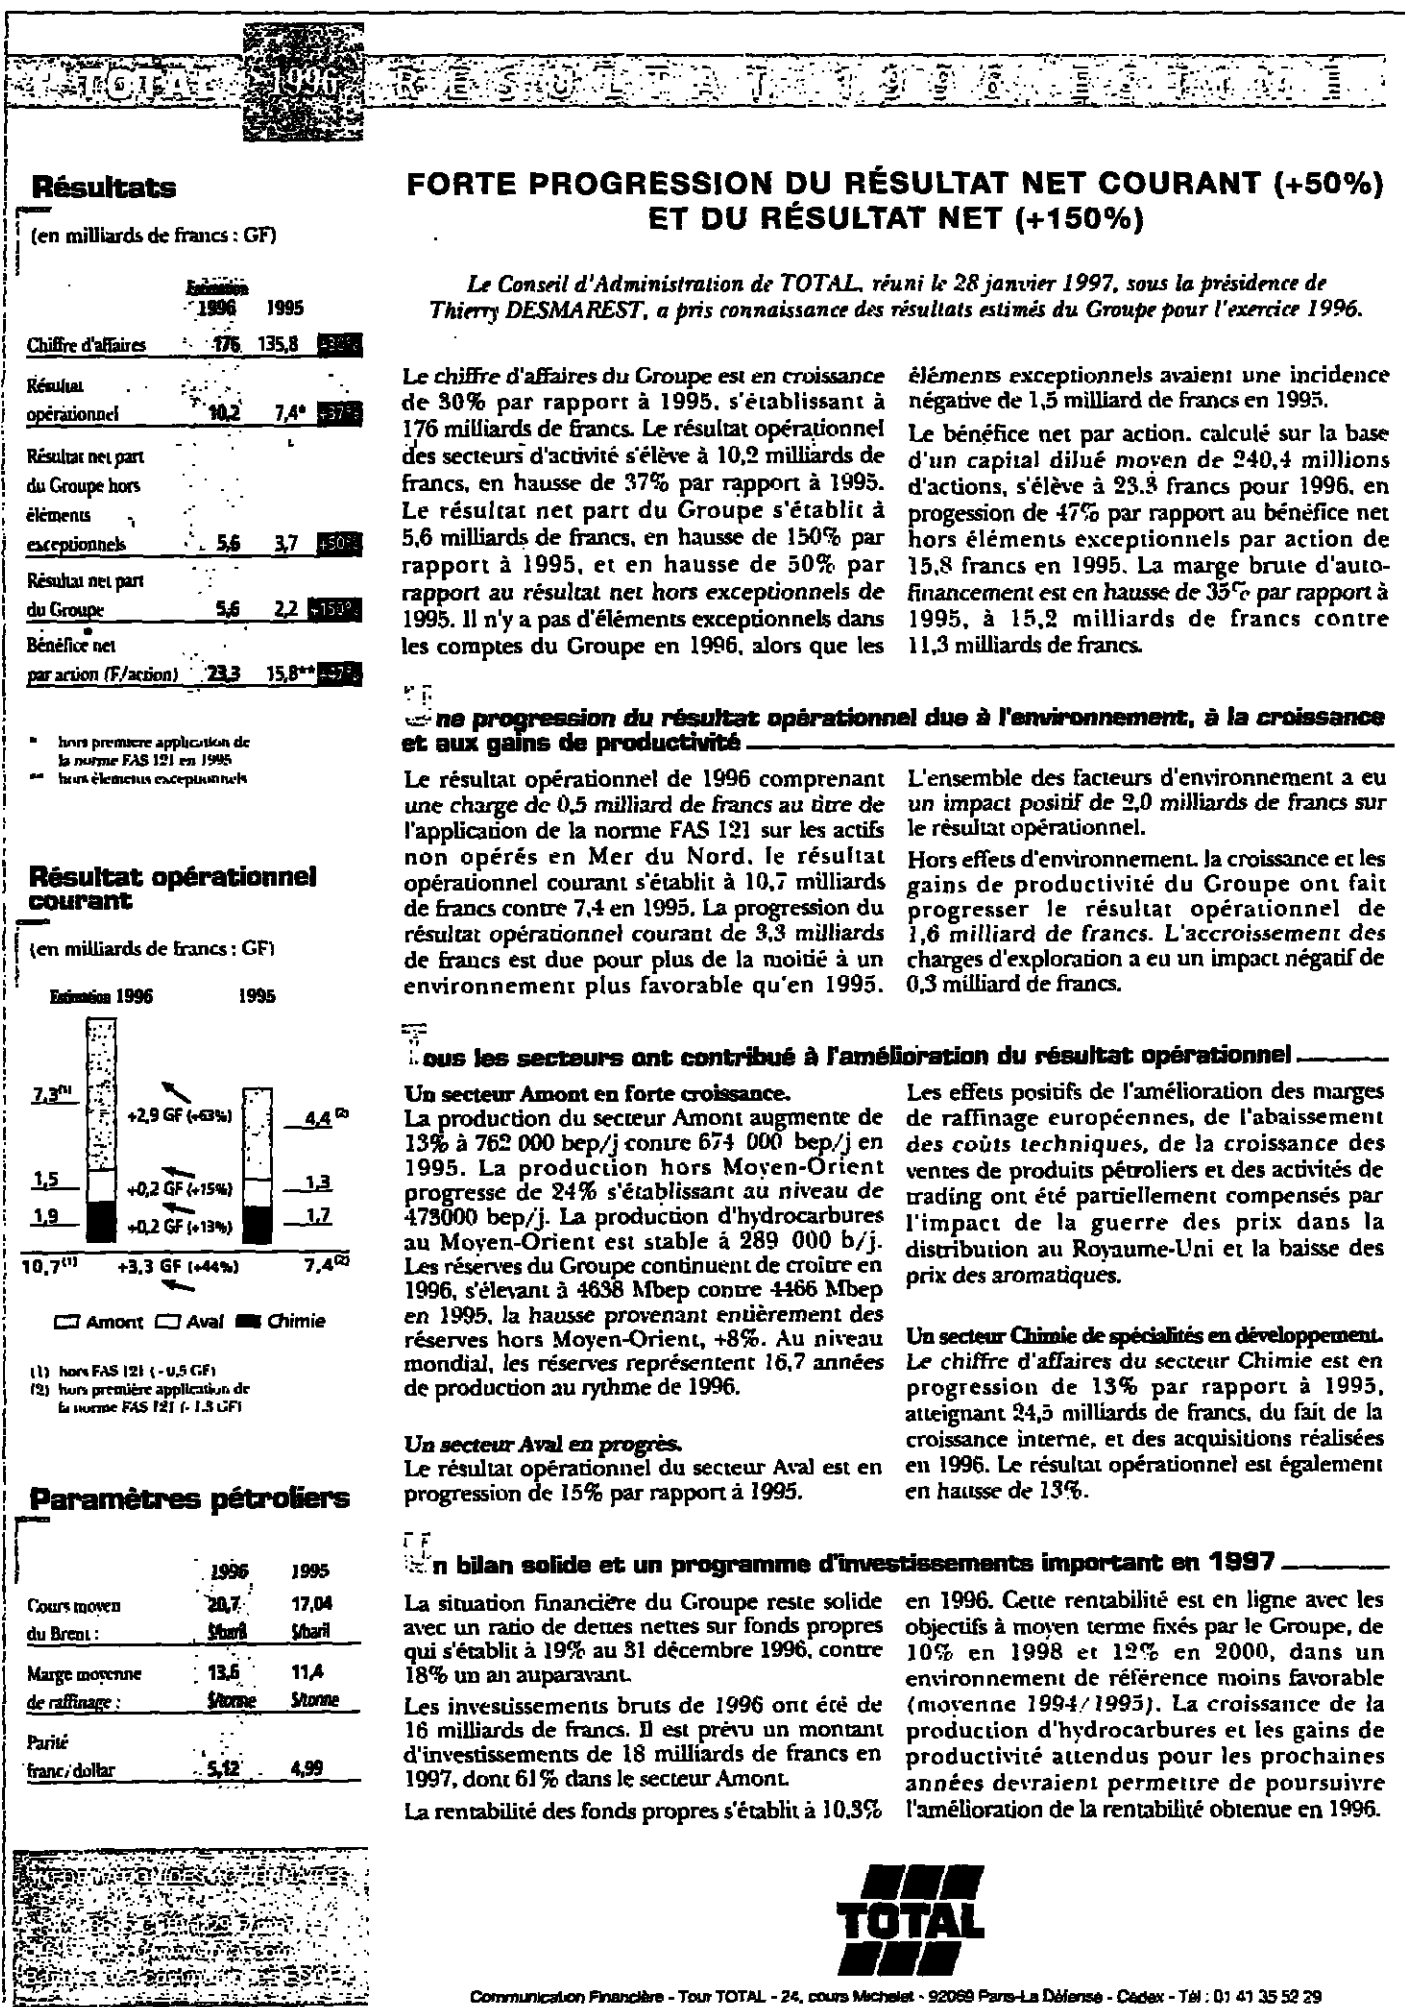 TOTAL 1996 RÉSULTAT 1996 ESTIMÉ
Résultats
(en milliards de francs : GF)
Estimation
1996 1995
Chiffre d'affaires 176 135,8
Résultat
opérationnel 10,2 7,4* +37%
Résultat net part
du Groupe hors
éléments
exceptionnels 5,6 3,7 +50%
Résultat net part
du Groupe 5,6 2,2 +150%
Bénéfice net
par action (F/action) 23,3 15,8** +47%
* hors première application de
la norme FAS 121 en 1995
** hors élements exceptionnels
Résultat opérationnel
courant
(en milliards de francs : GF)
Estimation 1996 1995
7,3(1) +2,9 GF (+63%) 4,4(2)
1,5 +0,2 GF (+15%) 1,3
1,9 +0,2 GF (+13%) 1,7
10,7(1) +3,3 GF (+44%) 7,4(2)
Amont Aval Chimie
(1) hors FAS 121 (- 0,5 GF)
(2) hors première application de
la norme FAS 121 (- 1.3 GF)
Paramètres pétroliers
1996 1995
Cours moyen 20,7 17,04
du Brent : $/baril $/baril
Marge moyenne 13,6 11,4
de raffinage : $/tonne $/tonne
Parité
franc/dollar 5,12 4,99
FORTE PROGRESSION DU RÉSULTAT NET COURANT (+50%)
ET DU RÉSULTAT NET (+150%)
Le Conseil d'Administration de TOTAL, réuni le 28 janvier 1997, sous la présidence de
Thierry DESMAREST, a pris connaissance des résultats estimés du Groupe pour l'exercice 1996.
Le chiffre d'affaires du Groupe est en croissance
de 30% par rapport à 1995, s'établissant à
176 milliards de francs. Le résultat opérationnel
des secteurs d'activité s'élève à 10,2 milliards de
francs, en hausse de 37% par rapport à 1995.
Le résultat net part du Groupe s'établit à
5,6 milliards de francs, en hausse de 150% par
rapport à 1995, et en hausse de 50% par
rapport au résultat net hors exceptionnels de
1995. Il n'y a pas d'éléments exceptionnels dans
les comptes du Groupe en 1996, alors que les
éléments exceptionnels avaient une incidence
négative de 1,5 milliard de francs en 1995.
Le bénéfice net par action, calculé sur la base
d'un capital dilué moyen de 240,4 millions
d'actions, s'élève à 23.3 francs pour 1996, en
progession de 47% par rapport au bénéfice net
hors éléments exceptionnels par action de
15,8 francs en 1995. La marge brute d'auto-
financement est en hausse de 35% par rapport à
1995, à 15,2 milliards de francs contre
11,3 milliards de francs.
Une progression du résultat opérationnel due à l'environnement, à la croissance
et aux gains de productivité
Le résultat opérationnel de 1996 comprenant
une charge de 0,5 milliard de francs au titre de
l'application de la norme FAS 121 sur les actifs
non opérés en Mer du Nord, le résultat
opérationnel courant s'établit à 10,7 milliards
de francs contre 7,4 en 1995. La progression du
résultat opérationnel courant de 3,3 milliards
de francs est due pour plus de la moitié à un
environnement plus favorable qu'en 1995.
L'ensemble des facteurs d'environnement a eu
un impact positif de 2,0 milliards de francs sur
le résultat opérationnel.
Hors effets d'environnement, la croissance et les
gains de productivité du Groupe ont fait
progresser le résultat opérationnel de
1,6 milliard de francs. L'accroissement des
charges d'exploration a eu un impact négatif de
0,3 milliard de francs.
Tous les secteurs ont contribué à l'amélioration du résultat opérationnel
Un secteur Amont en forte croissance.
La production du secteur Amont augmente de
13% à 762 000 bep/j contre 674 000 bep/j en
1995. La production hors Moyen-Orient
progresse de 24% s'établissant au niveau de
473000 bep/j. La production d'hydrocarbures
au Moyen-Orient est stable à 289 000 b/j.
Les réserves du Groupe continuent de croître en
1996, s'élevant à 4638 Mbep contre 4466 Mbep
en 1995, la hausse provenant entièrement des
réserves hors Moyen-Orient, +8%. Au niveau
mondial, les réserves représentent 16,7 années
de production au rythme de 1996.
Un secteur Aval en progrès.
Le résultat opérationnel du secteur Aval est en
progression de 15% par rapport à 1995.
Les effets positifs de l'amélioration des marges
de raffinage européennes, de l'abaissement
des coûts techniques, de la croissance des
ventes de produits pétroliers et des activités de
trading ont été partiellement compensés par
l'impact de la guerre des prix dans la
distribution au Royaume-Uni et la baisse des
prix des aromatiques.
Un secteur Chimie de spécialités en développement.
Le chiffre d'affaires du secteur Chimie est en
progression de 13% par rapport à 1995,
atteignant 24,5 milliards de francs, du fait de la
croissance interne, et des acquisitions réalisées
en 1996. Le résultat opérationnel est également
en hausse de 13%.
Un bilan solide et un programme d'investissements important en 1997
La situation financière du Groupe reste solide
avec un ratio de dettes nettes sur fonds propres
qui s'établit à 19% au 31 décembre 1996, contre
18% un an auparavant.
Les investissements bruts de 1996 ont été de
16 milliards de francs. Il est prévu un montant
d'investissements de 18 milliards de francs en
1997, dont 61% dans le secteur Amont.
La rentabilité des fonds propres s'établit à 10,3%
en 1996. Cette rentabilité est en ligne avec les
objectifs à moyen terme fixés par le Groupe, de
10% en 1998 et 12% en 2000, dans un
environnement de référence moins favorable
(moyenne 1994/1995). La croissance de la
production d'hydrocarbures et les gains de
productivité attendus pour les prochaines
années devraient permettre de poursuivre
l'amélioration de la rentabilité obtenue en 1996.
TOTAL
Communication Financière - Tour TOTAL - 24, cours Michelet - 92069 Paris-La Défense - Cedex - Tél : 01 41 35 52 29